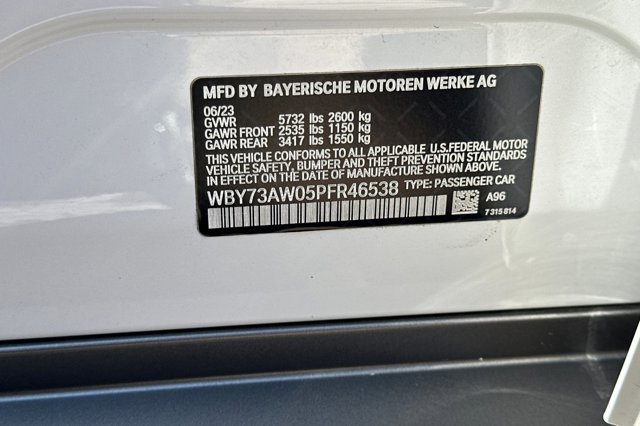 MFD BY BAYERISCHE MOTOREN WERKE AG
06/23
GVWR 5732 lbs 2600 kg
GAWR FRONT 2535 lbs 1150 kg
GAWR REAR 3417 lbs 1550 kg
THIS VEHICLE CONFORMS TO ALL APPLICABLE U.S.FEDERAL MOTOR
VEHICLE SAFETY, BUMPER AND THEFT PREVENTION STANDARDS
IN EFFECT ON THE DATE OF MANUFACTURE SHOWN ABOVE.
WBY73AW05PFR46538 TYPE: PASSENGER CAR
A96
7 315 814